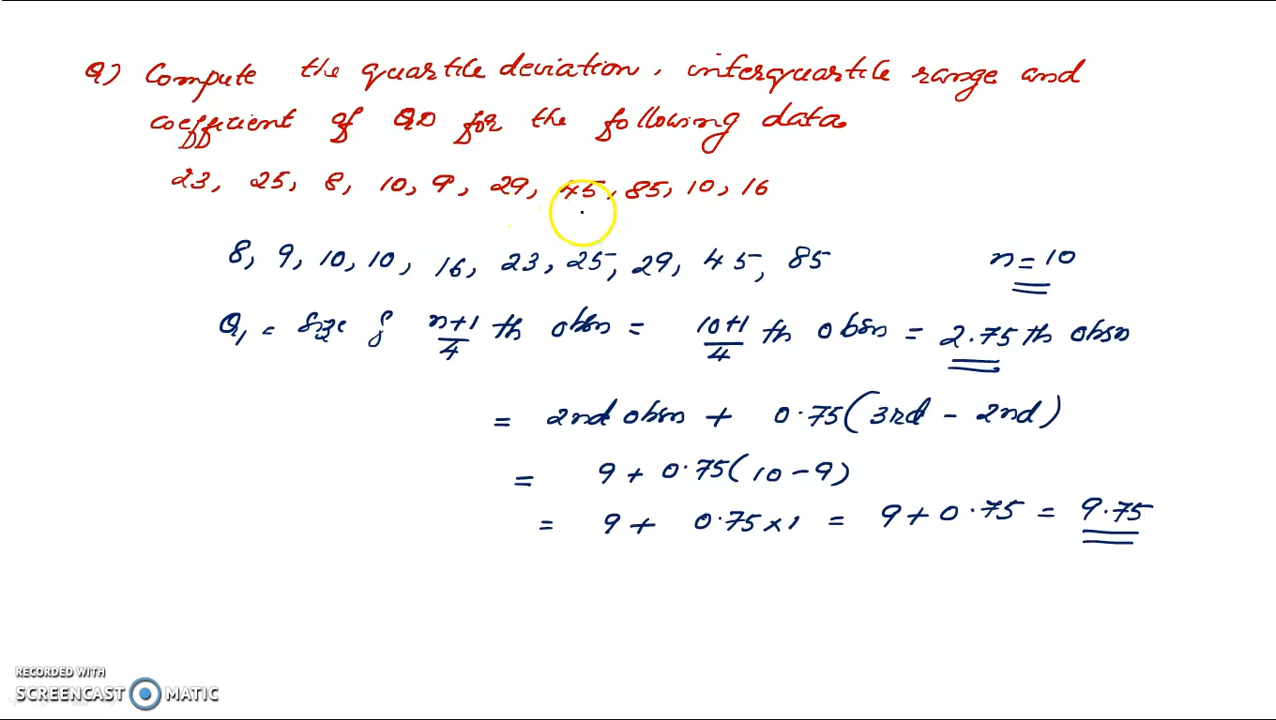 Q) Compute the quartile deviation, interquartile range and
coefficient of QD for the following data
23, 25, 8, 10, 9, 29, 45, 85, 10, 16
8, 9, 10, 10, 16, 23, 25, 29, 45, 85 n = 10
Q₁ = Size of n+1/4 th obsn = 10+1/4 th obsn = 2.75 th obsn
= 2nd obsn + 0.75(3rd - 2nd)
= 9 + 0.75(10 - 9)
= 9 + 0.75 × 1 = 9 + 0.75 = 9.75
RECORDED WITH
SCREENCAST MATIC